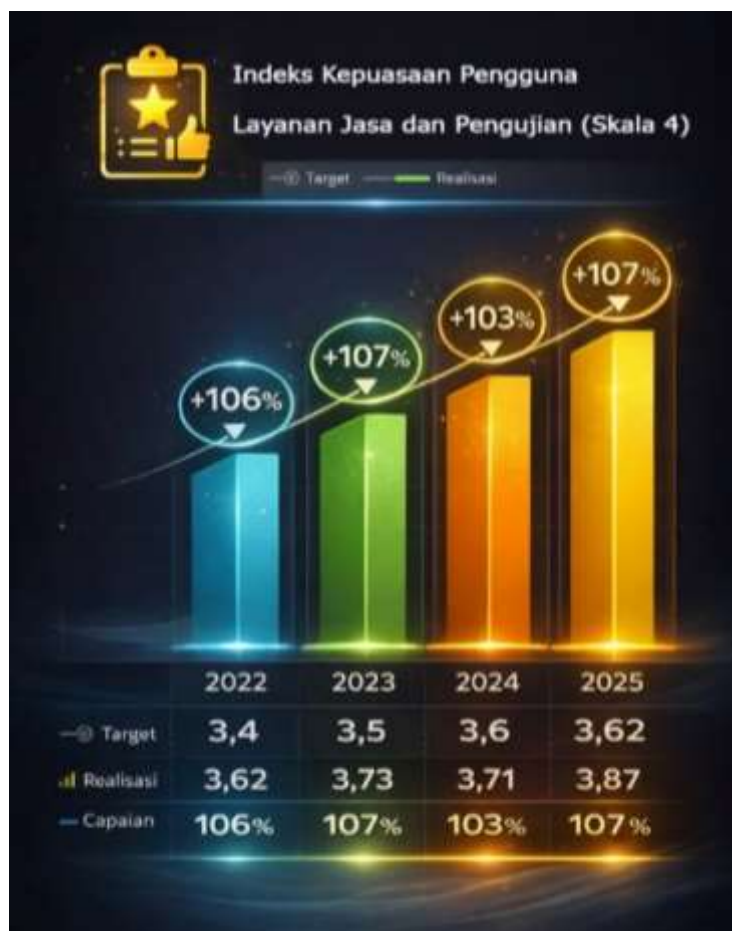 Indeks Kepuasaan Pengguna
Layanan Jasa dan Pengujian (Skala 4)
Target Realisasi
+106%
+107%
+103%
+107%
2022 2023 2024 2025
Target 3,4 3,5 3,6 3,62
Realisasi 3,62 3,73 3,71 3,87
Capaian 106% 107% 103% 107%